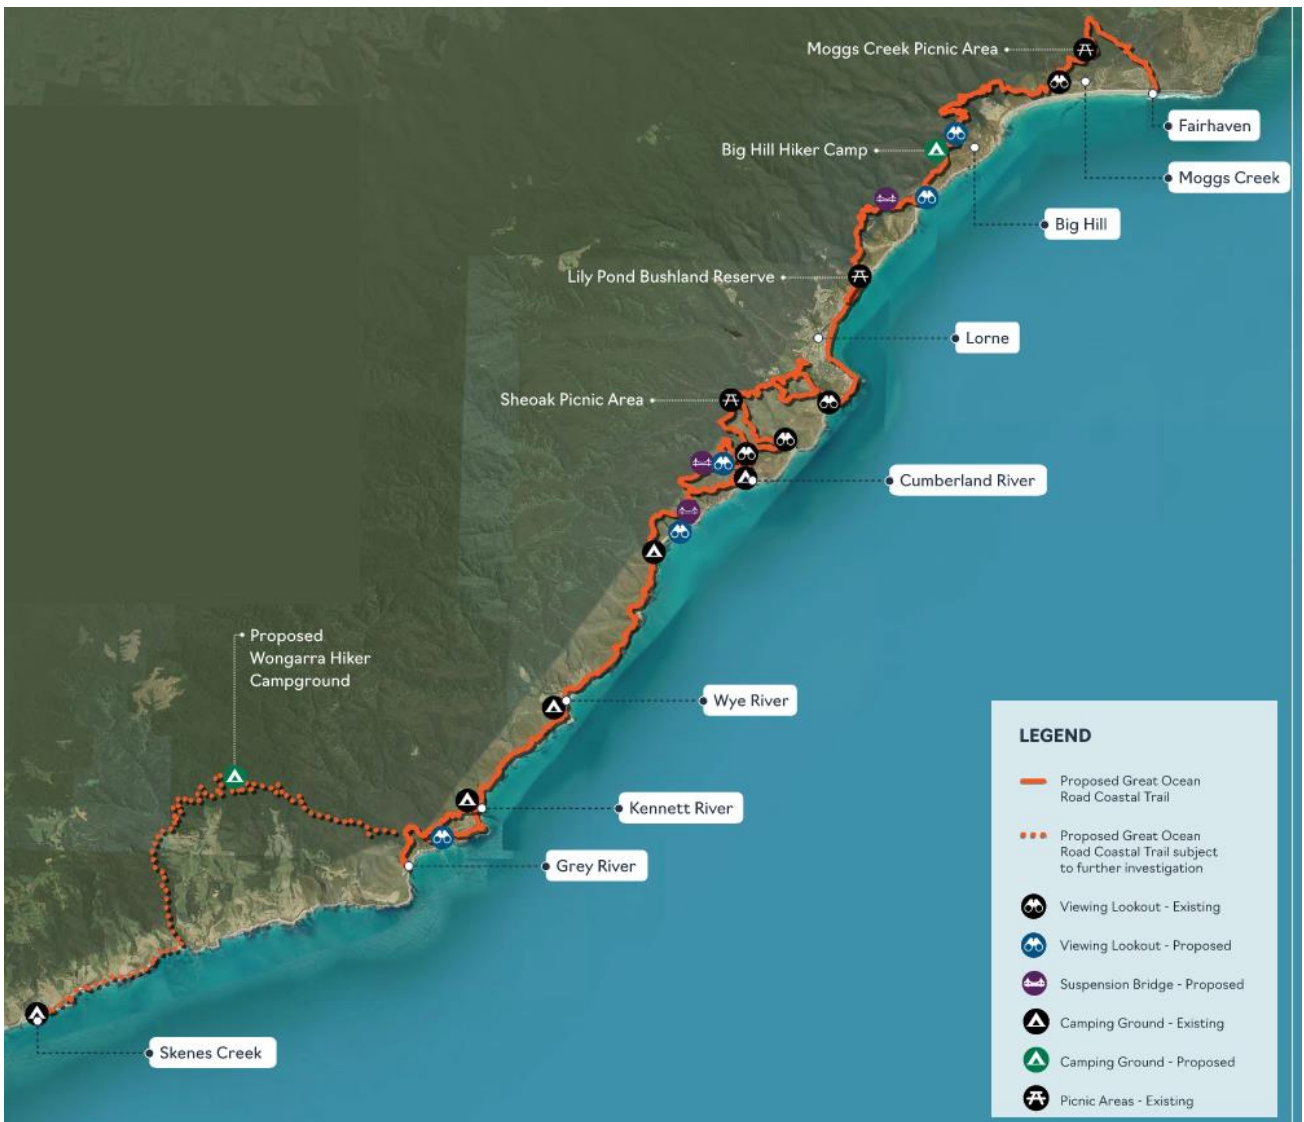 Moggs Creek Picnic Area
Fairhaven
Big Hill Hiker Camp
Moggs Creek
Big Hill
Lily Pond Bushland Reserve
Lorne
Sheoak Picnic Area
Cumberland River
Proposed
Wongarra Hiker
Campground
Wye River
Kennett River
Grey River
Skenes Creek
LEGEND
Proposed Great Ocean
Road Coastal Trail
Proposed Great Ocean
Road Coastal Trail subject
to further investigation
Viewing Lookout - Existing
Viewing Lookout - Proposed
Suspension Bridge - Proposed
Camping Ground - Existing
Camping Ground - Proposed
Picnic Areas - Existing